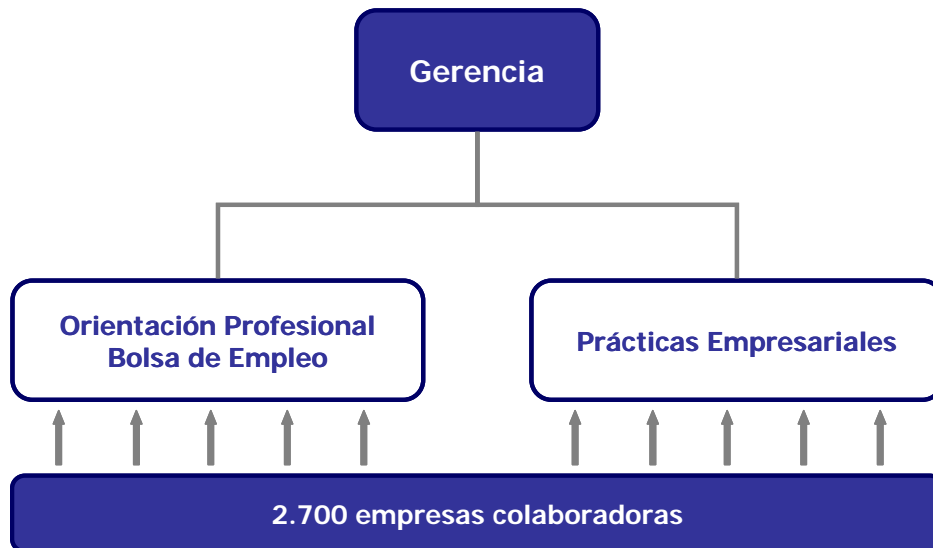 Gerencia
Orientación Profesional
Bolsa de Empleo
Prácticas Empresariales
2.700 empresas colaboradoras